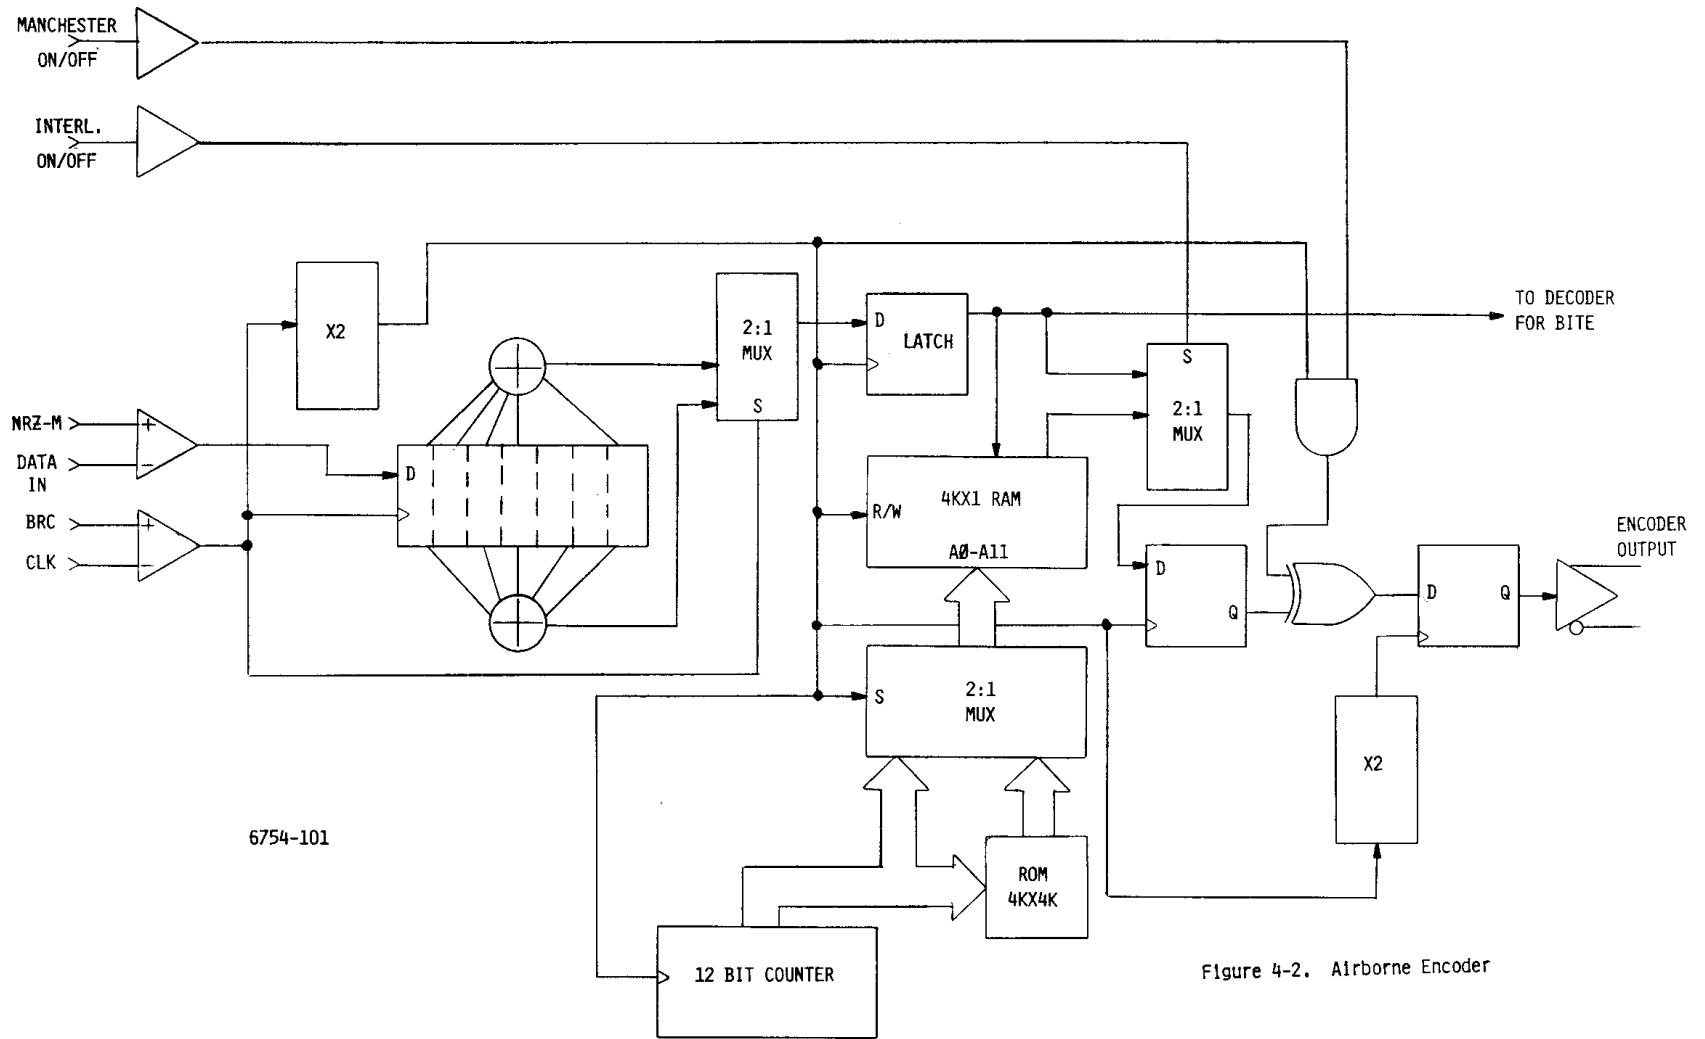 MANCHESTER
ON/OFF
INTERL.
ON/OFF
X2
2:1
MUX
S
D
LATCH
TO DECODER
FOR BITE
S
2:1
MUX
NRZ-M
+
DATA
IN
−
D
BRC
+
CLK
−
4KX1 RAM
R/W
AØ-A11
D
Q
D
Q
ENCODER
OUTPUT
S
2:1
MUX
X2
6754-101
ROM
4KX4K
12 BIT COUNTER
Figure 4-2. Airborne Encoder